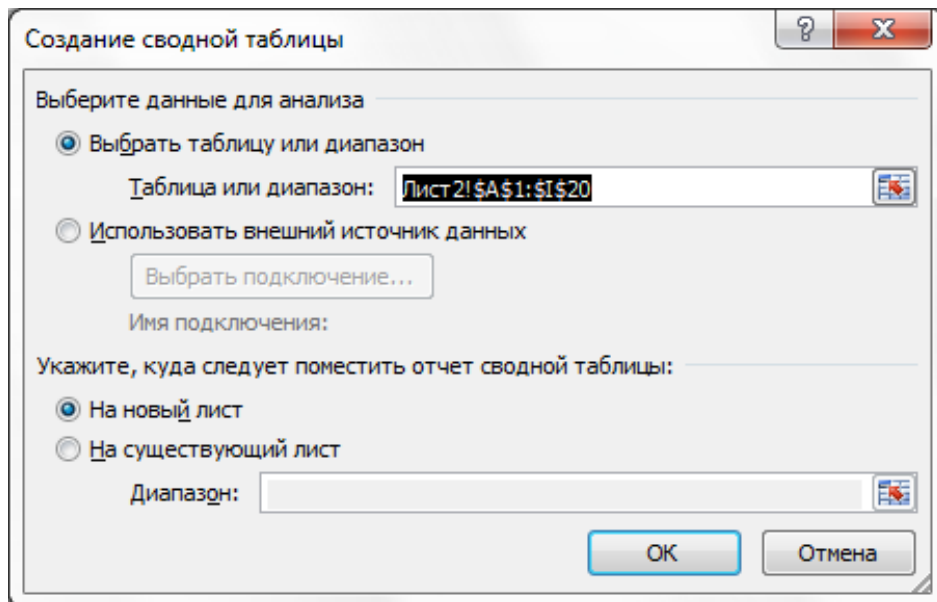 Создание сводной таблицы
?
Выберите данные для анализа
Выбрать таблицу или диапазон
Таблица или диапазон: Лист2!$A$1:$I$20
Использовать внешний источник данных
Выбрать подключение...
Имя подключения:
Укажите, куда следует поместить отчет сводной таблицы:
На новый лист
На существующий лист
Диапазон:
ОК Отмена